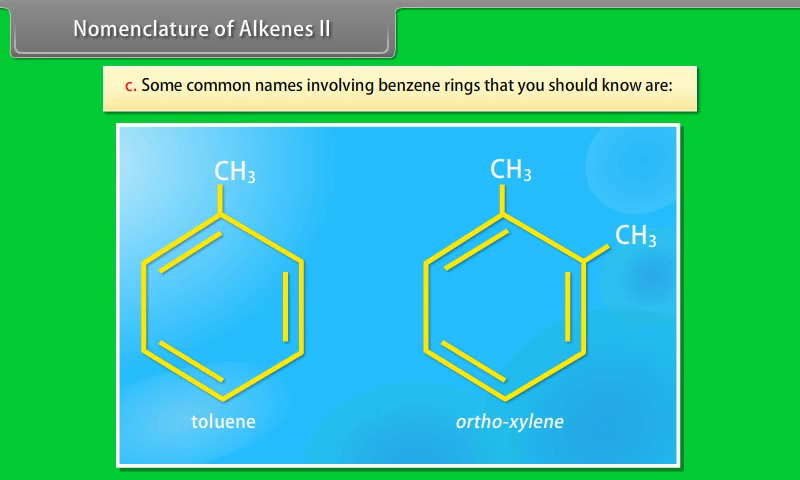 Nomenclature of Alkenes II
c. Some common names involving benzene rings that you should know are:
CH₃
CH₃
CH₃
toluene
ortho-xylene